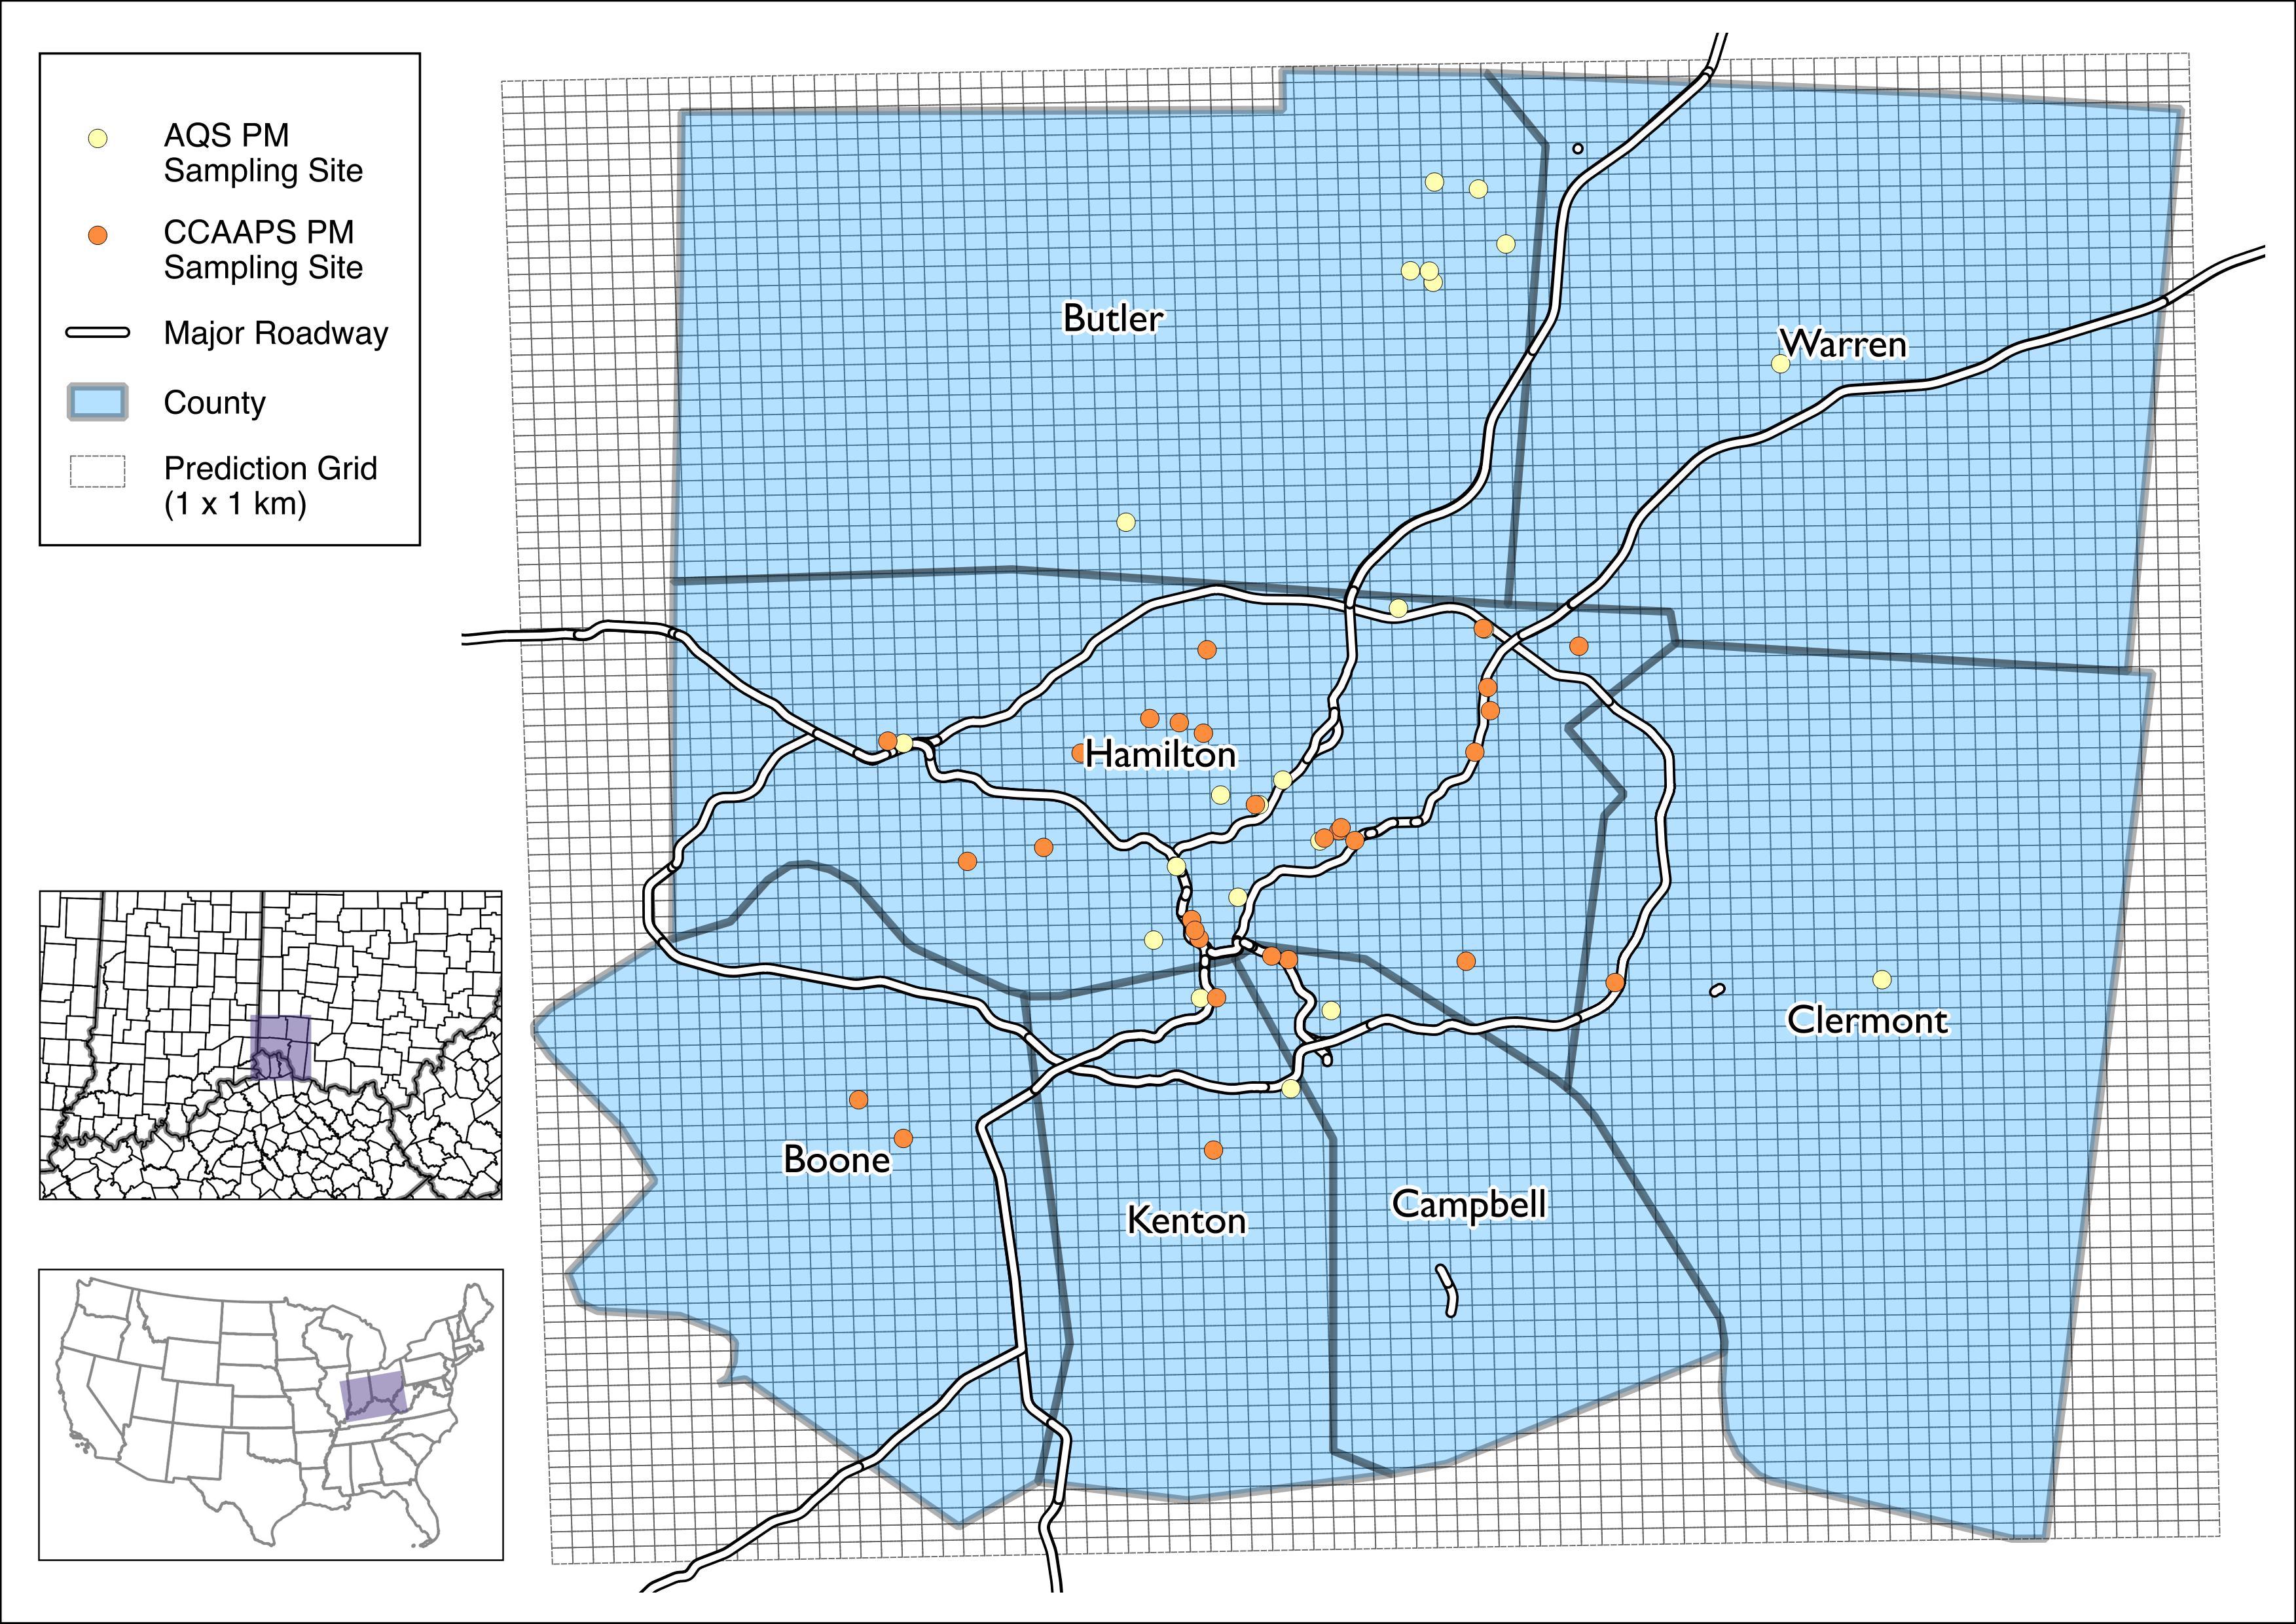 AQS PM
Sampling Site
CCAAPS PM
Sampling Site
Major Roadway
County
Prediction Grid
(1 x 1 km)
Butler
Warren
Hamilton
Clermont
Boone
Kenton
Campbell